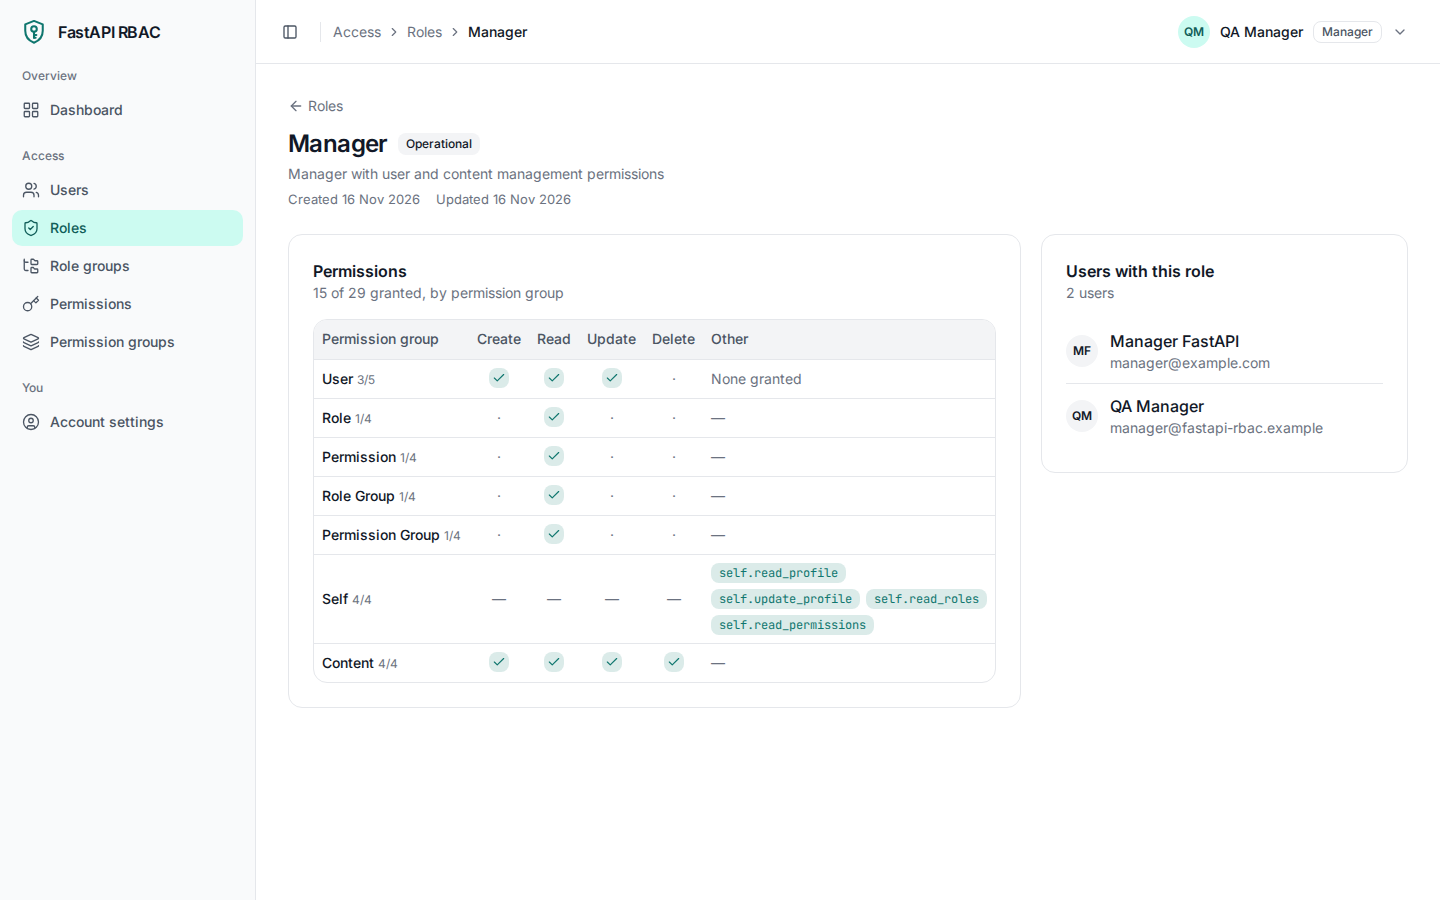 FastAPI RBAC
Overview
Dashboard
Access
Users
Roles
Role groups
Permissions
Permission groups
You
Account settings
Access > Roles > Manager
QM QA Manager Manager
← Roles
Manager Operational
Manager with user and content management permissions
Created 16 Nov 2026 Updated 16 Nov 2026
Permissions
15 of 29 granted, by permission group
Permission group Create Read Update Delete Other
User 3/5 ✓ ✓ ✓ · None granted
Role 1/4 · ✓ · · —
Permission 1/4 · ✓ · · —
Role Group 1/4 · ✓ · · —
Permission Group 1/4 · ✓ · · —
self.read_profile
Self 4/4 — — — — self.update_profile self.read_roles
self.read_permissions
Content 4/4 ✓ ✓ ✓ ✓ —
Users with this role
2 users
MF Manager FastAPI
manager@example.com
QM QA Manager
manager@fastapi-rbac.example